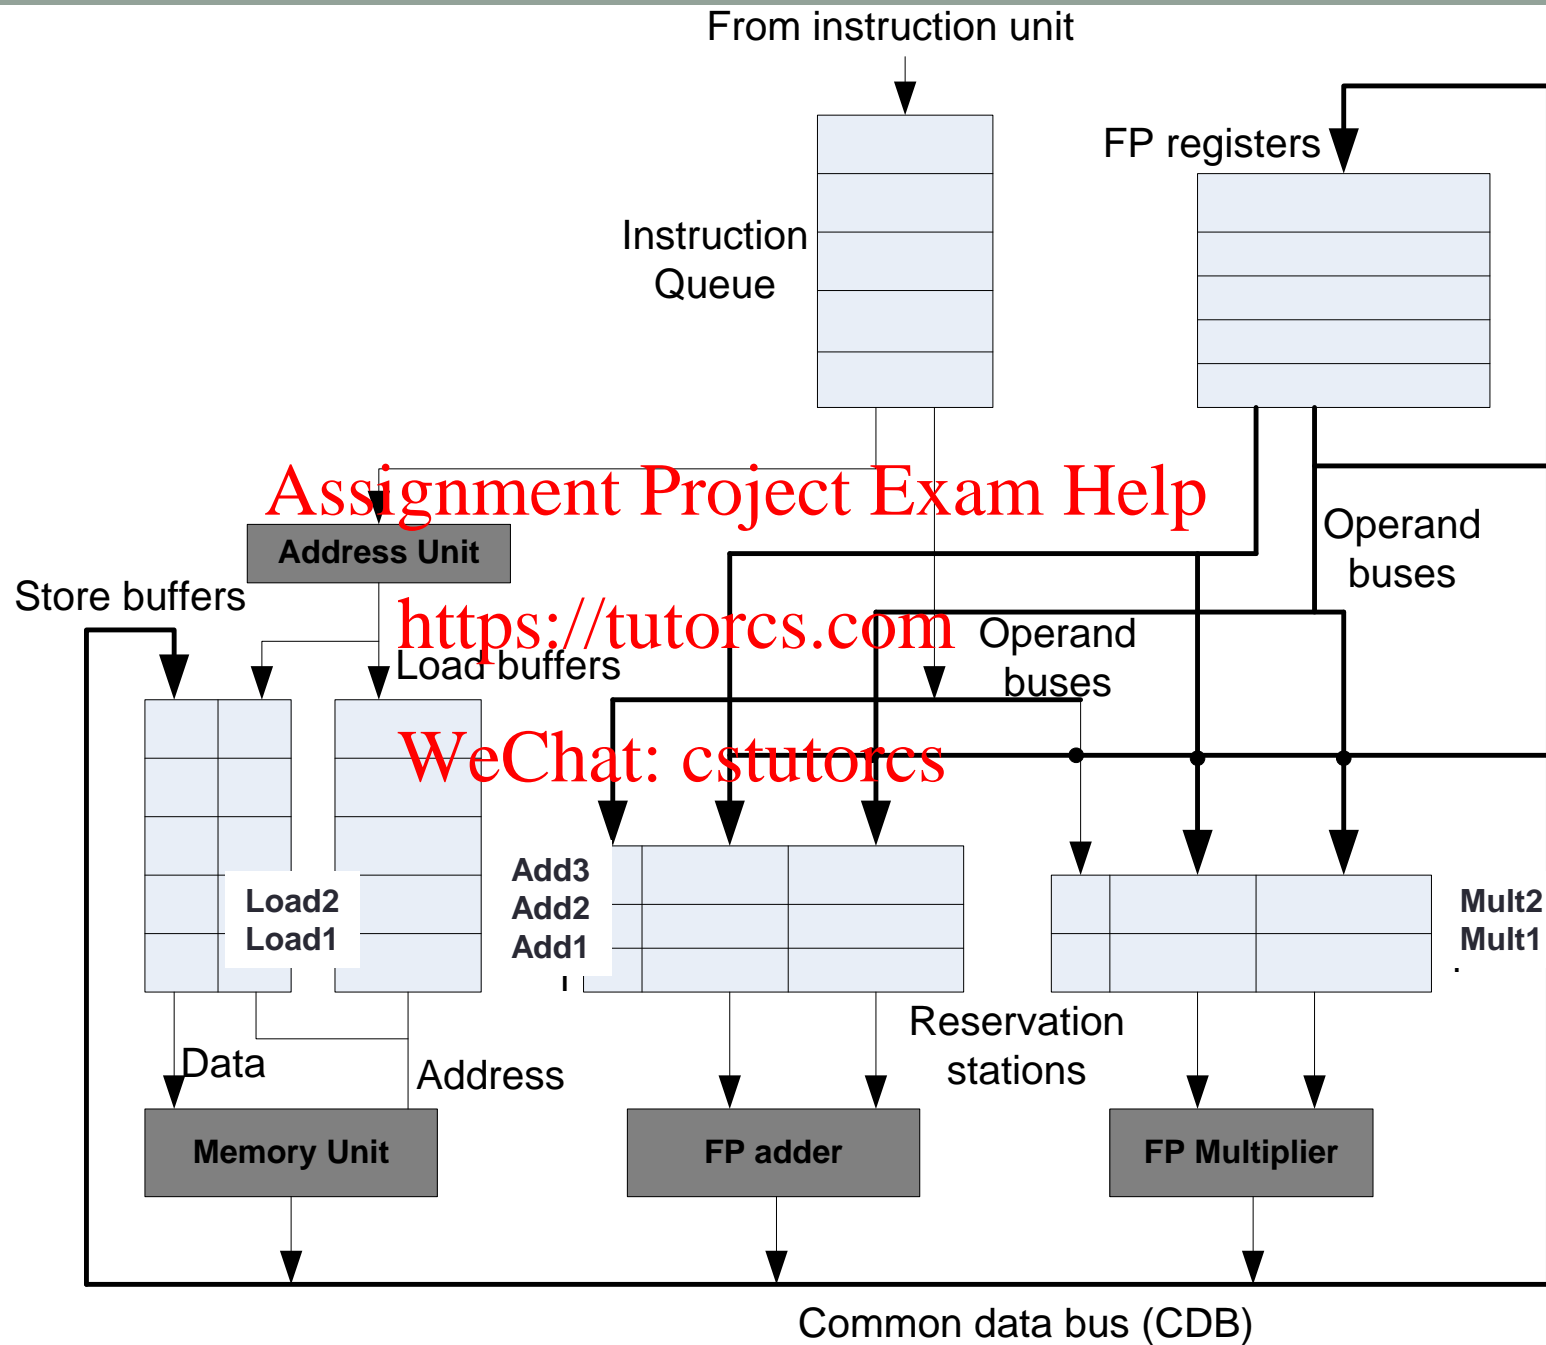 From instruction unit
FP registers
Instruction
Queue
Assignment Project Exam Help
Operand
buses
Address Unit
Store buffers
https://tutorcs.com
Operand
buses
Load buffers
WeChat: cstutorcs
Load2
Load1
Add3
Add2
Add1
Mult2
Mult1
Reservation
stations
Data
Address
Memory Unit
FP adder
FP Multiplier
Common data bus (CDB)